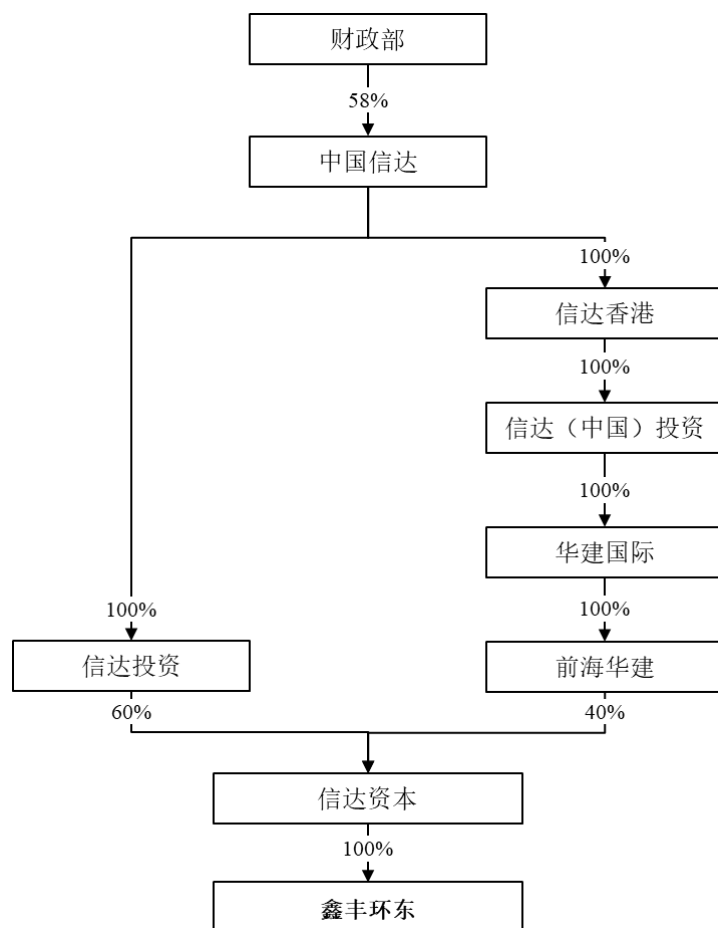 财政部
58%
中国信达
100%
信达香港
100%
信达（中国）投资
100%
华建国际
100%
100%
信达投资
前海华建
60%
40%
信达资本
100%
鑫丰环东